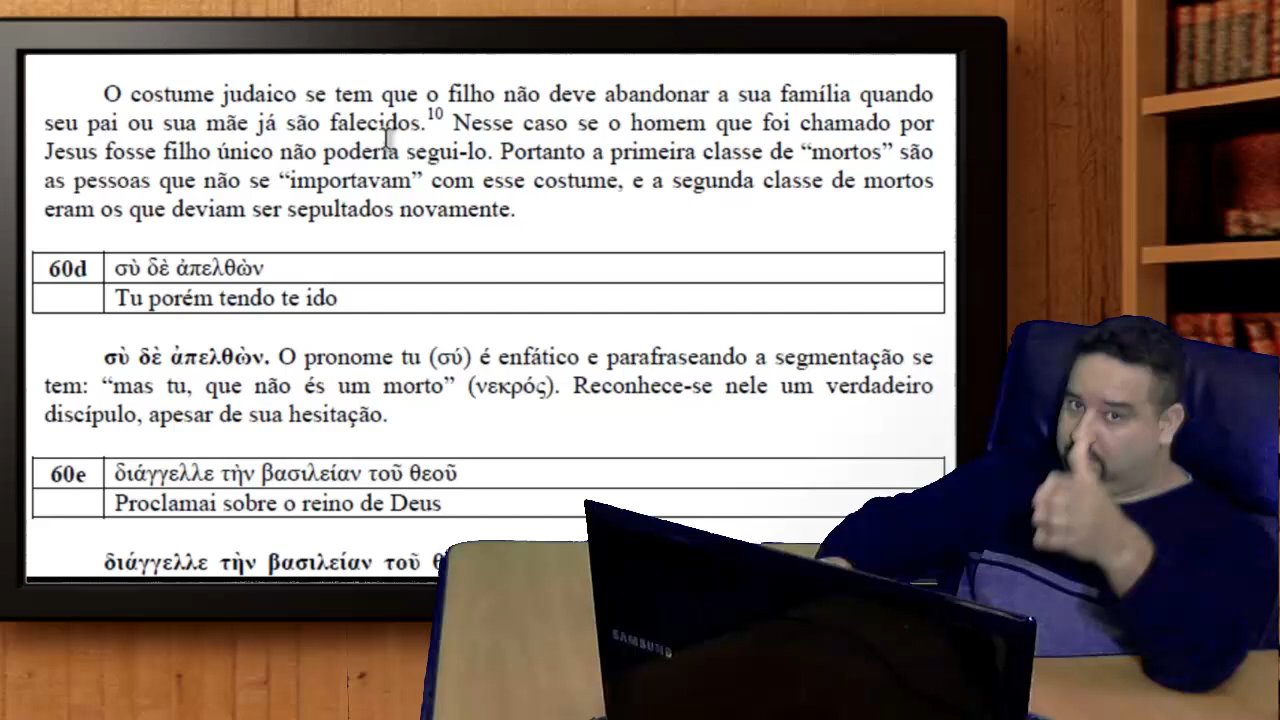 O costume judaico se tem que o filho não deve abandonar a sua família quando
seu pai ou sua mãe já são falecidos.10 Nesse caso se o homem que foi chamado por
Jesus fosse filho único não poderia segui-lo. Portanto a primeira classe de “mortos” são
as pessoas que não se “importavam” com esse costume, e a segunda classe de mortos
eram os que deviam ser sepultados novamente.
60d σὺ δὲ ἀπελθὼν
Tu porém tendo te ido
σὺ δὲ ἀπελθὼν. O pronome tu (σύ) é enfático e parafraseando a segmentação se
tem: “mas tu, que não és um morto” (νεκρός). Reconhece-se nele um verdadeiro
discípulo, apesar de sua hesitação.
60e διάγγελλε τὴν βασιλείαν τοῦ θεοῦ
Proclamai sobre o reino de Deus
διάγγελλε τὴν βασιλείαν τοῦ
SAMSUNG